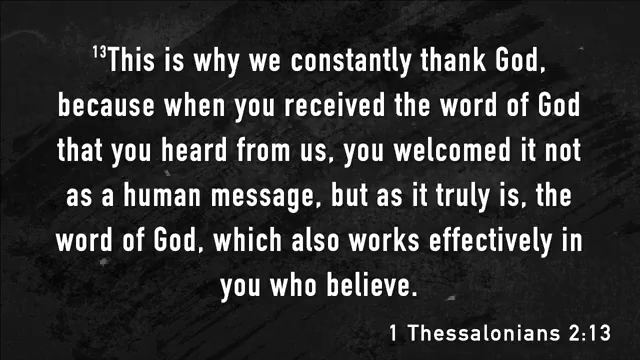 ¹³This is why we constantly thank God,
because when you received the word of God
that you heard from us, you welcomed it not
as a human message, but as it truly is, the
word of God, which also works effectively in
you who believe.
1 Thessalonians 2:13